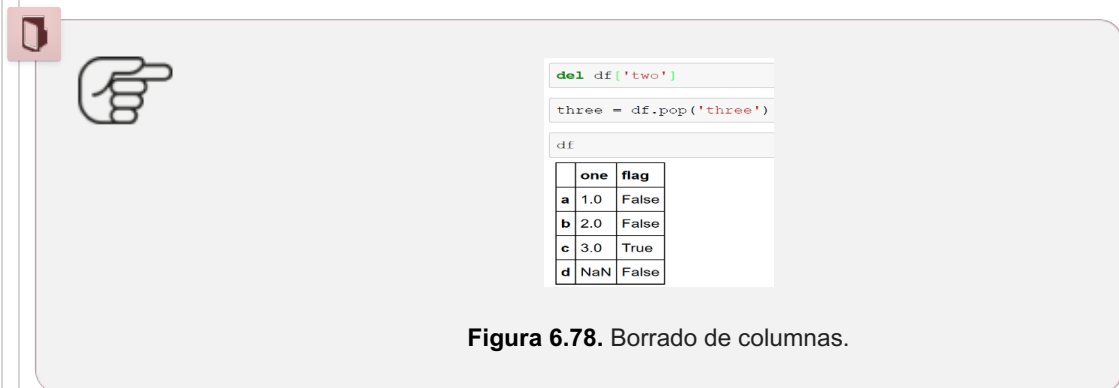 del df['two']
three = df.pop('three')
df
one flag
a 1.0 False
b 2.0 False
c 3.0 True
d NaN False
Figura 6.78. Borrado de columnas.